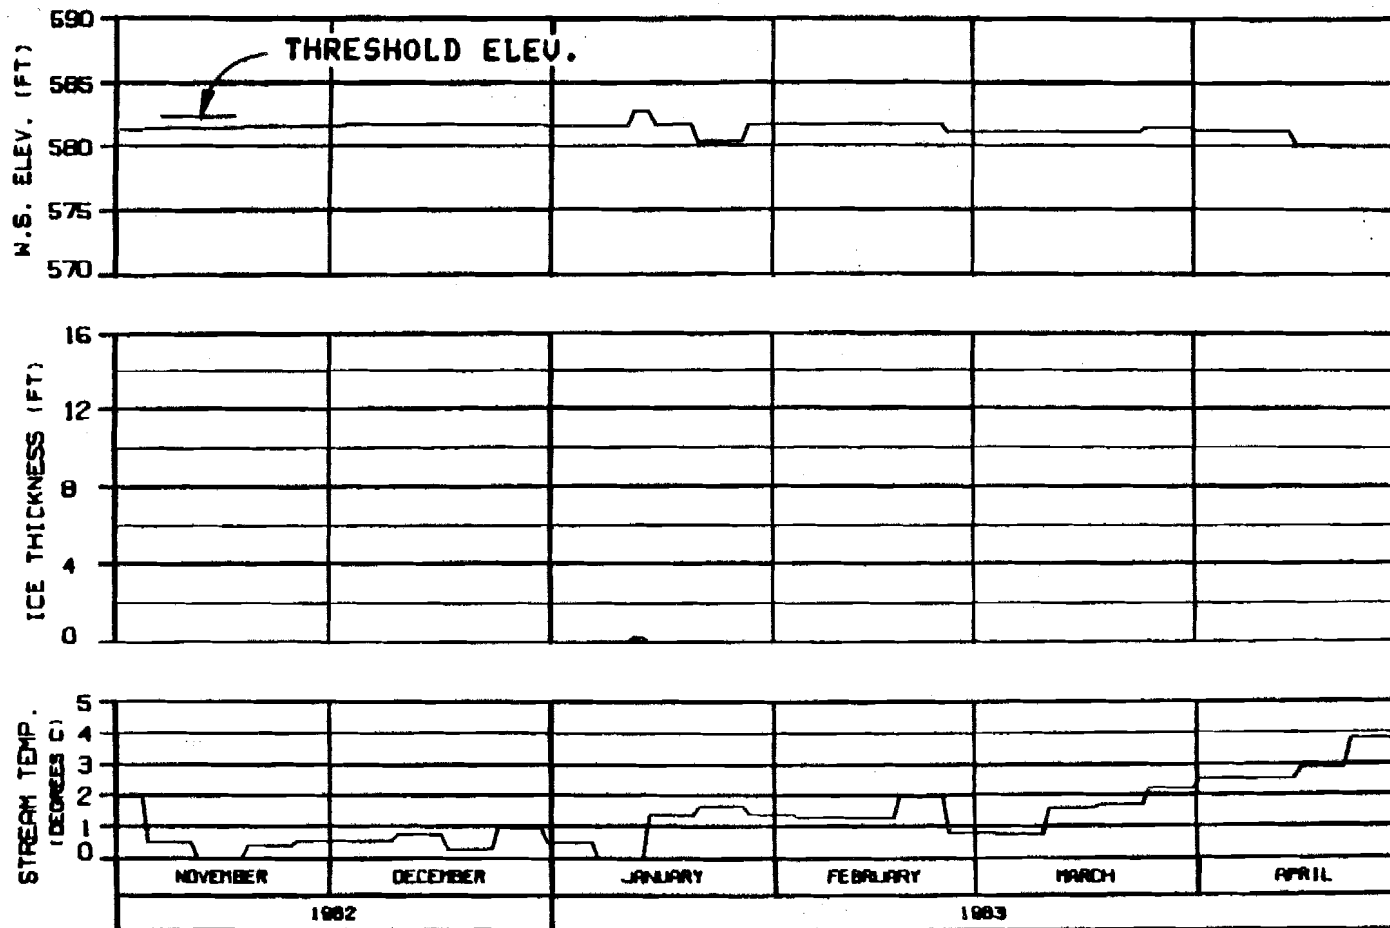 590
THRESHOLD ELEV.
585
580
575
570
W.S. ELEV. (FT)
16
12
8
4
0
ICE THICKNESS (FT)
5
4
3
2
1
0
STREAM TEMP.
(DEGREES C)
NOVEMBER DECEMBER JANUARY FEBRUARY MARCH APRIL
1982 1983